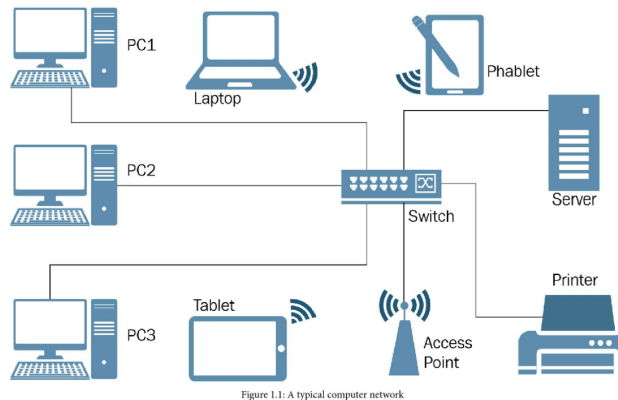 PC1
Laptop
Phablet
PC2
Switch
Server
PC3
Tablet
Access
Point
Printer
Figure 1.1: A typical computer network